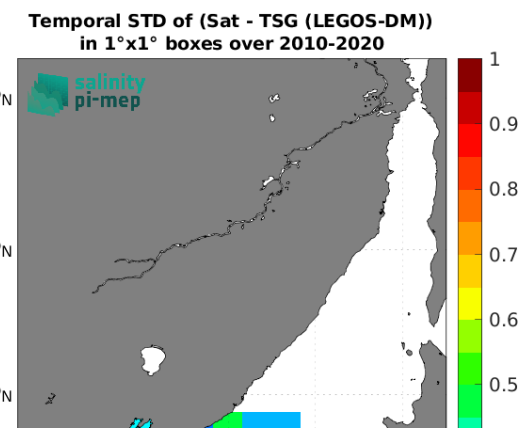 Temporal STD of (Sat - TSG (LEGOS-DM))
in 1°x1° boxes over 2010-2020
salinity
pi-mep
1
0.9
0.8
0.7
0.6
0.5
N
N
N